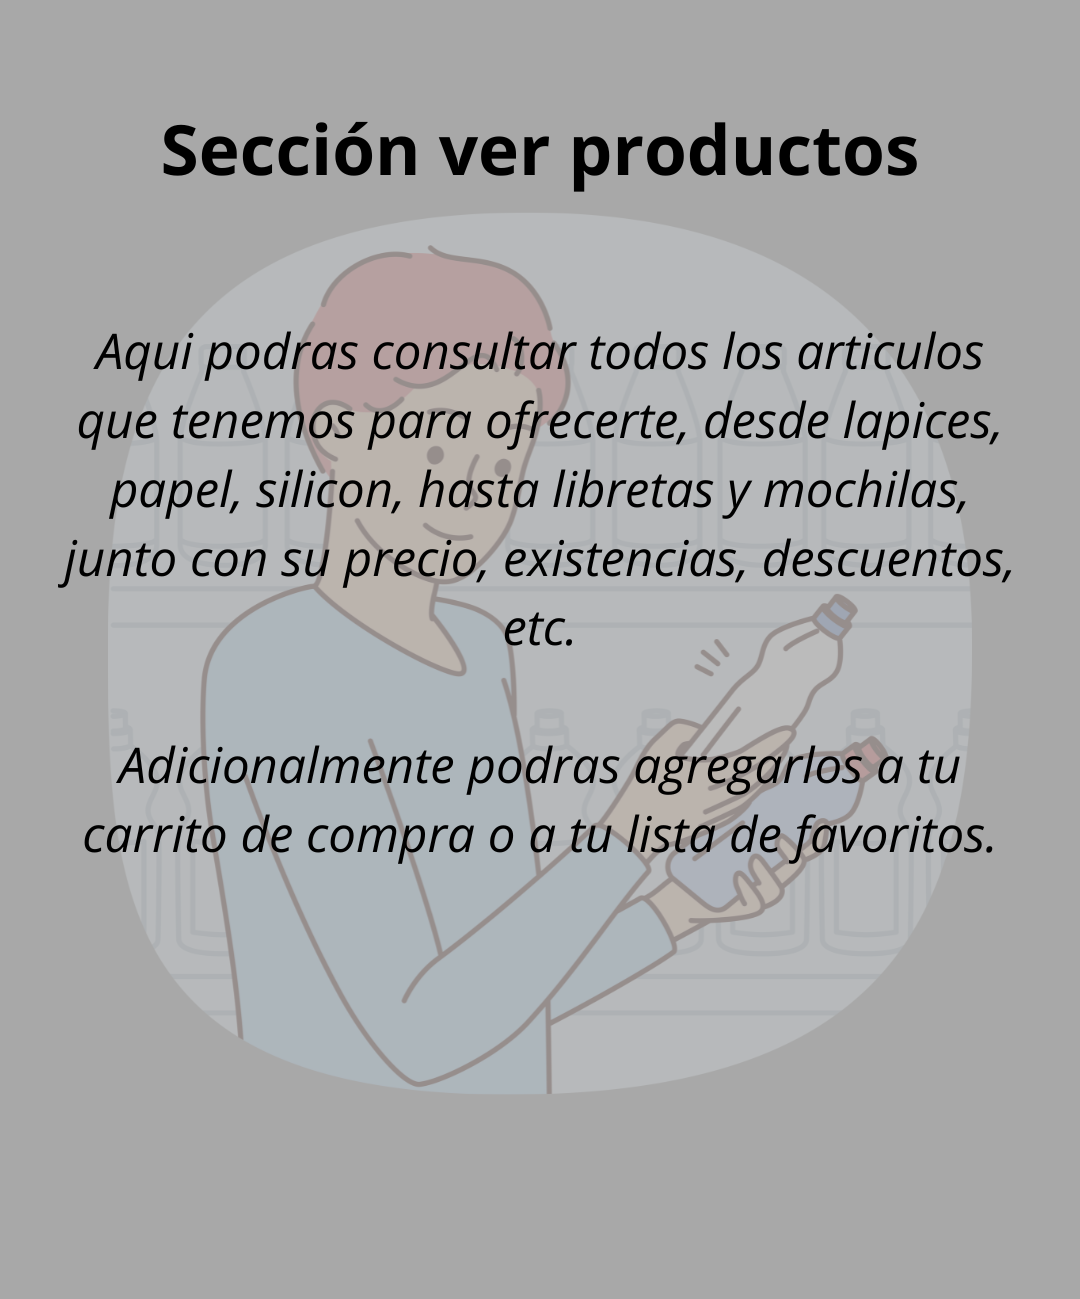 Sección ver productos
Aqui podras consultar todos los articulos
que tenemos para ofrecerte, desde lapices,
papel, silicon, hasta libretas y mochilas,
junto con su precio, existencias, descuentos,
etc.
Adicionalmente podras agregarlos a tu
carrito de compra o a tu lista de favoritos.